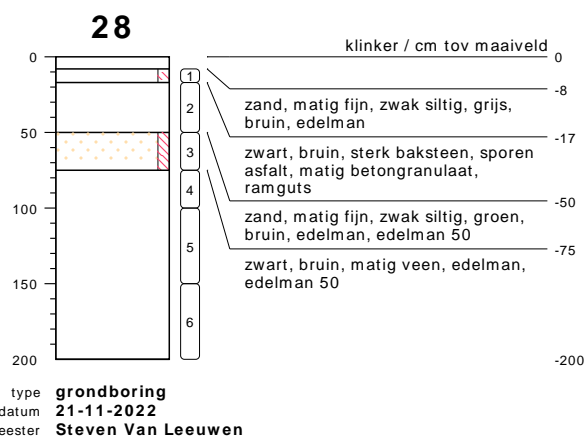 28
klinker / cm tov maaiveld
0
0
-8
1
zand, matig fijn, zwak siltig, grijs,
bruin, edelman
2
-17
50
zwart, bruin, sterk baksteen, sporen
asfalt, matig betongranulaat,
ramguts
3
-50
4
zand, matig fijn, zwak siltig, groen,
bruin, edelman, edelman 50
100
-75
5
zwart, bruin, matig veen, edelman,
edelman 50
150
6
200
-200
type grondboring
datum 21-11-2022
eester Steven Van Leeuwen